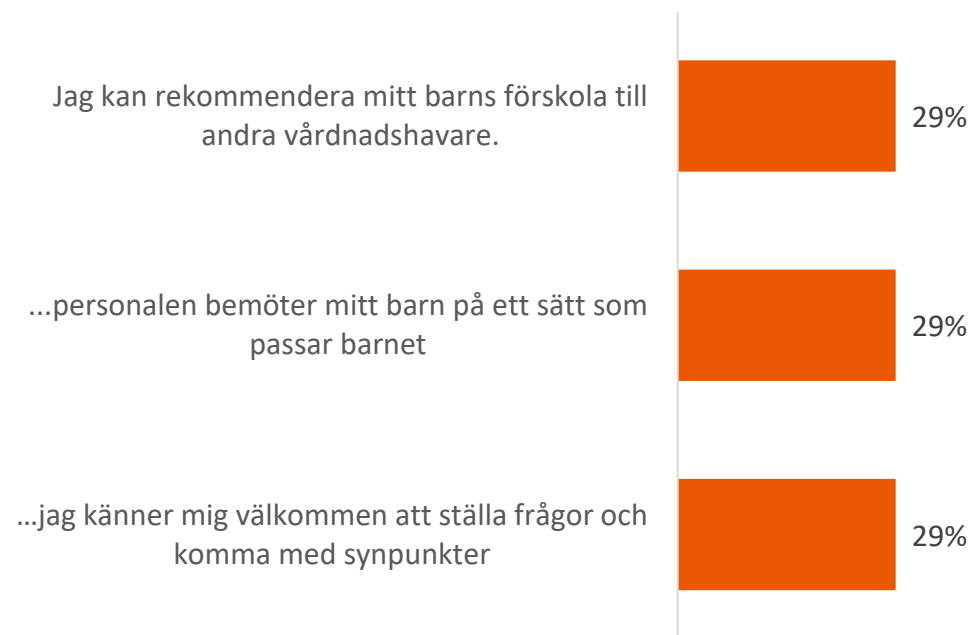 Jag kan rekommendera mitt barns förskola till
andra vårdnadshavare.
29%
...personalen bemöter mitt barn på ett sätt som
passar barnet
29%
...jag känner mig välkommen att ställa frågor och
komma med synpunkter
29%